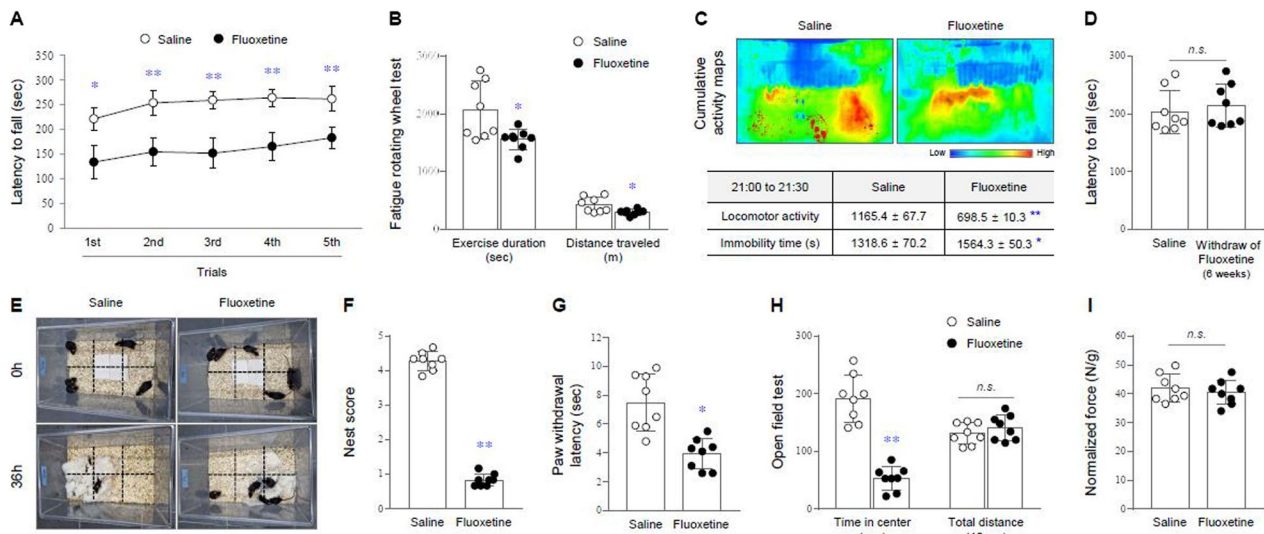 A
Saline
Fluoxetine
Latency to fall (sec)
350
300
250
200
150
100
50
0
*
**
**
**
**
1st
2nd
3rd
4th
5th
Trials
B
Fatigue rotating wheel test
3000
2000
1000
0
Saline
Fluoxetine
*
*
Exercise duration
(sec)
Distance traveled
(m)
C
Saline
Fluoxetine
Cumulative
activity maps
Low
High
21:00 to 21:30 Saline Fluoxetine
Locomotor activity 1165.4 ± 67.7 698.5 ± 10.3 **
Immobility time (s) 1318.6 ± 70.2 1564.3 ± 50.3 *
D
Latency to fall (sec)
300
200
100
0
n.s.
Saline
Withdraw of
Fluoxetine
(6 weeks)
E
Saline
Fluoxetine
0h
36h
F
Nest score
5
4
3
2
1
0
**
Saline
Fluoxetine
G
Paw withdrawal
latency (sec)
12
10
8
6
4
2
0
*
Saline
Fluoxetine
H
Saline
Fluoxetine
Open field test
300
200
100
0
**
n.s.
Time in center
Total distance
I
Normalized force (N/g)
60
50
40
30
20
10
0
n.s.
Saline
Fluoxetine